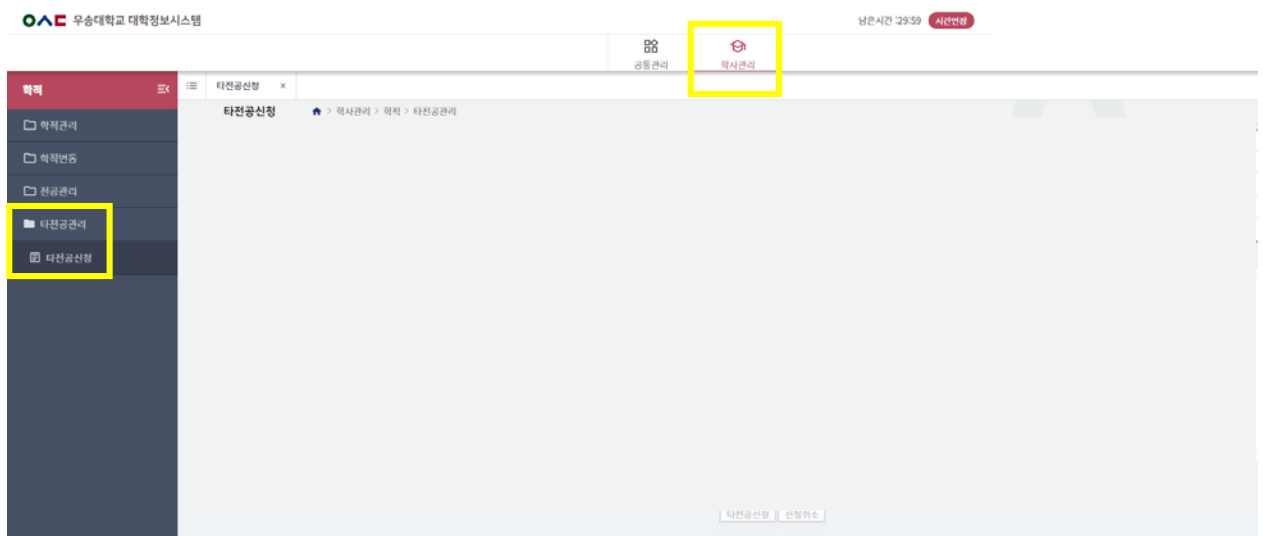 우송대학교 대학정보시스템
남은시간 :29:59 시간연장
공통관리 학사관리
학적
타전공신청 ×
타전공신청 > 학사관리 > 학적 > 타전공관리
학적관리
학적변동
전공관리
타전공관리
타전공신청
타전공신청 신청취소